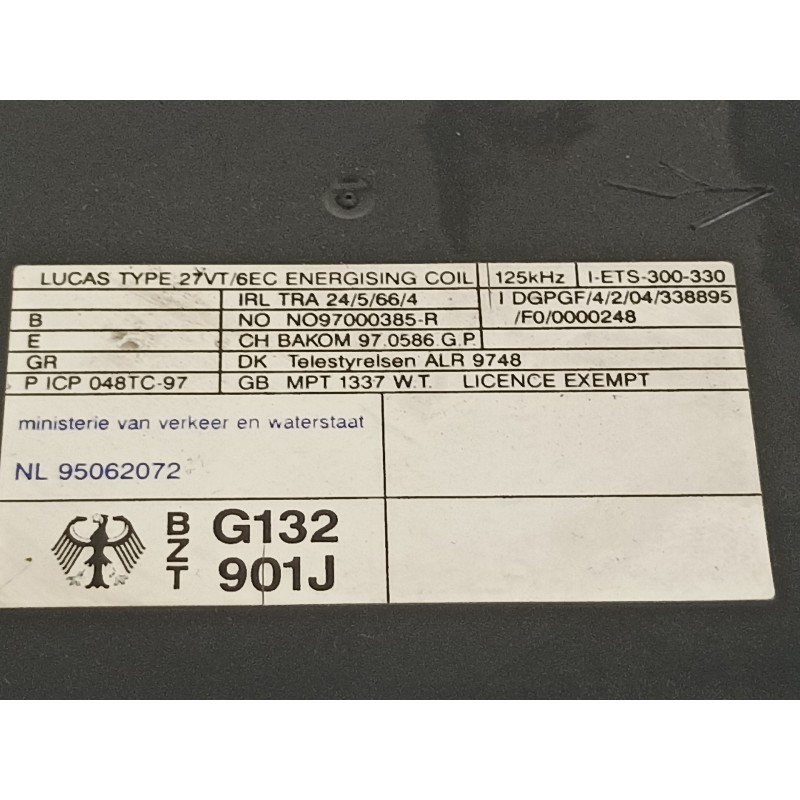 LUCAS TYPE 27VT/6EC ENERGISING COIL 125kHz I-ETS-300-330
IRL TRA 24/5/66/4 I DGPGF/4/2/04/338895
B NO NO97000385-R /F0/0000248
E CH BAKOM 97.0586.G.P.
GR DK Telestyrelsen ALR 9748
P ICP 048TC-97 GB MPT 1337 W.T. LICENCE EXEMPT
ministerie van verkeer en waterstaat
NL 95062072
BZT G132
901J